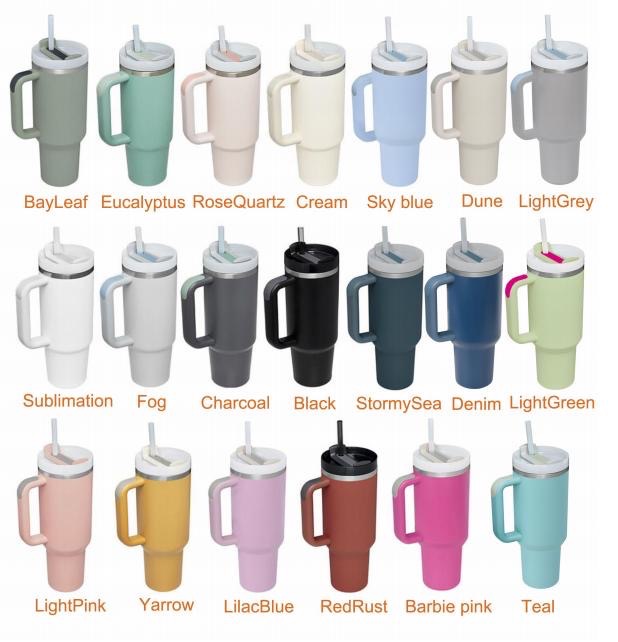 BayLeaf Eucalyptus RoseQuartz Cream Sky blue Dune LightGrey
Sublimation Fog Charcoal Black StormySea Denim LightGreen
LightPink Yarrow LilacBlue RedRust Barbie pink Teal